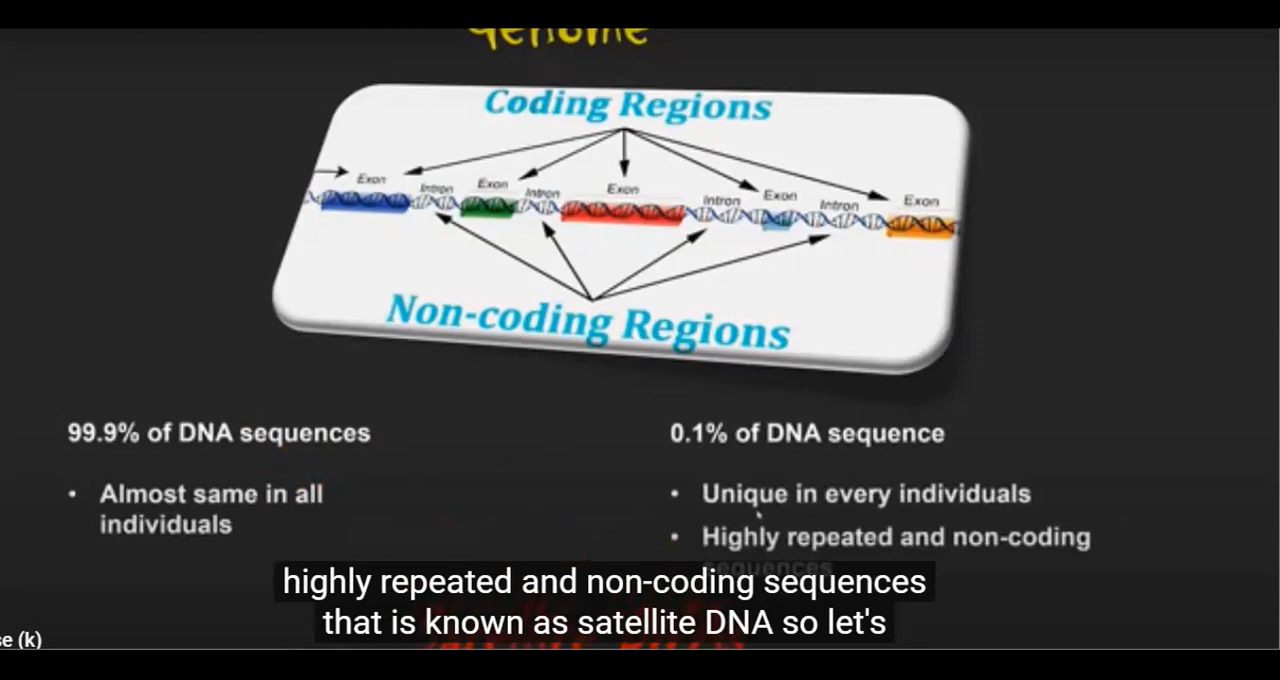 Genome
Coding Regions
Exon
Intron
Exon
Intron
Exon
Intron
Exon
Intron
Exon
Non-coding Regions
99.9% of DNA sequences
• Almost same in all
individuals
0.1% of DNA sequence
• Unique in every individuals
• Highly repeated and non-coding
sequences
highly repeated and non-coding sequences
that is known as satellite DNA so let's
se (k)